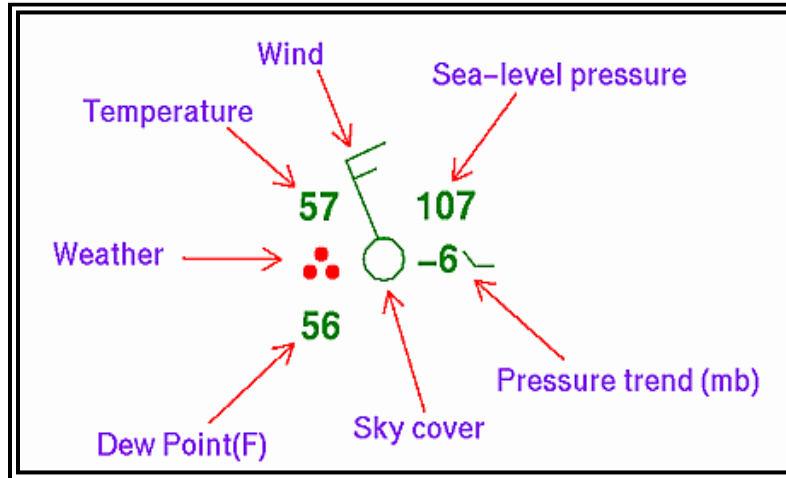 Wind
Sea-level pressure
Temperature
57
107
Weather
-6
56
Pressure trend (mb)
Sky cover
Dew Point(F)